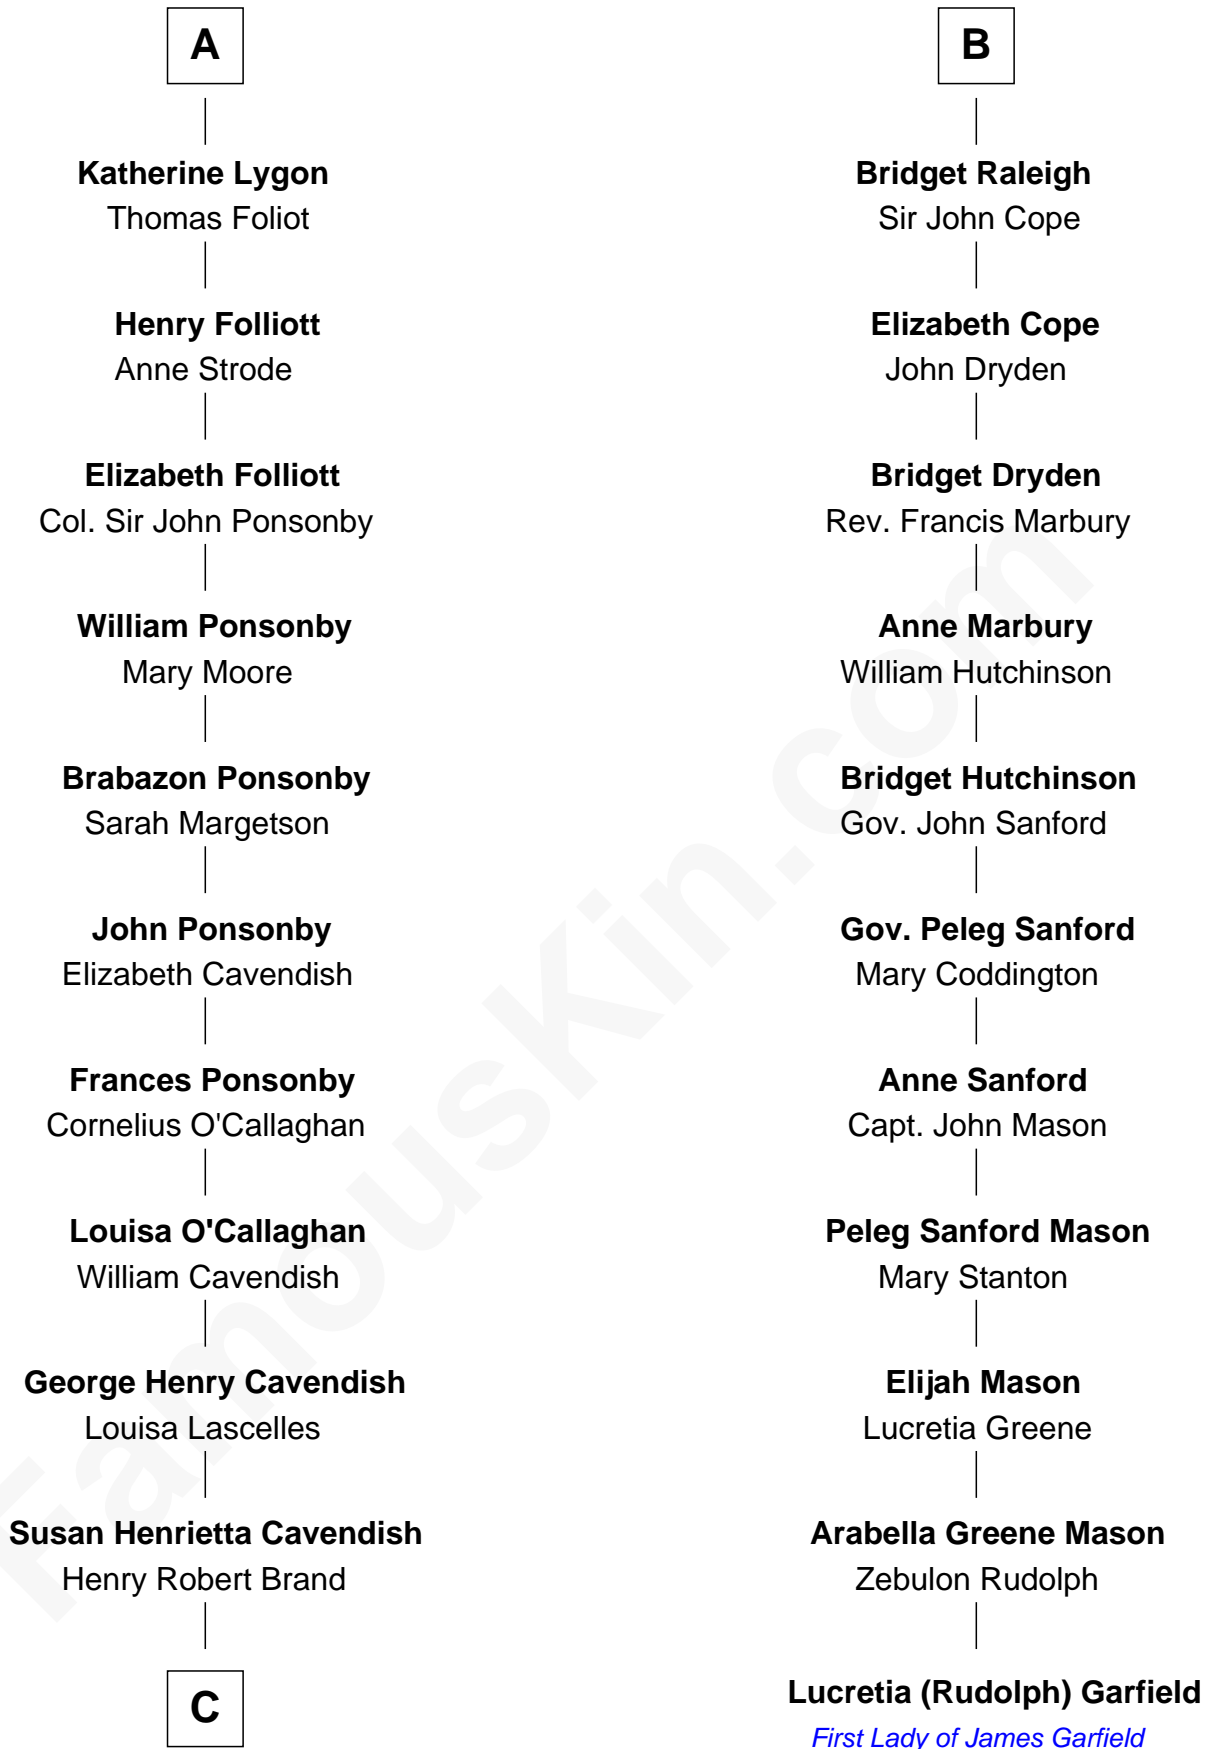 A
Katherine Lygon
Thomas Foliot
Henry Folliott
Anne Strode
Elizabeth Folliott
Col. Sir John Ponsonby
William Ponsonby
Mary Moore
Brabazon Ponsonby
Sarah Margetson
John Ponsonby
Elizabeth Cavendish
Frances Ponsonby
Cornelius O'Callaghan
Louisa O'Callaghan
William Cavendish
George Henry Cavendish
Louisa Lascelles
Susan Henrietta Cavendish
Henry Robert Brand
C
B
Bridget Raleigh
Sir John Cope
Elizabeth Cope
John Dryden
Bridget Dryden
Rev. Francis Marbury
Anne Marbury
William Hutchinson
Bridget Hutchinson
Gov. John Sanford
Gov. Peleg Sanford
Mary Coddington
Anne Sanford
Capt. John Mason
Peleg Sanford Mason
Mary Stanton
Elijah Mason
Lucretia Greene
Arabella Greene Mason
Zebulon Rudolph
Lucretia (Rudolph) Garfield
First Lady of James Garfield
FamousKin.com